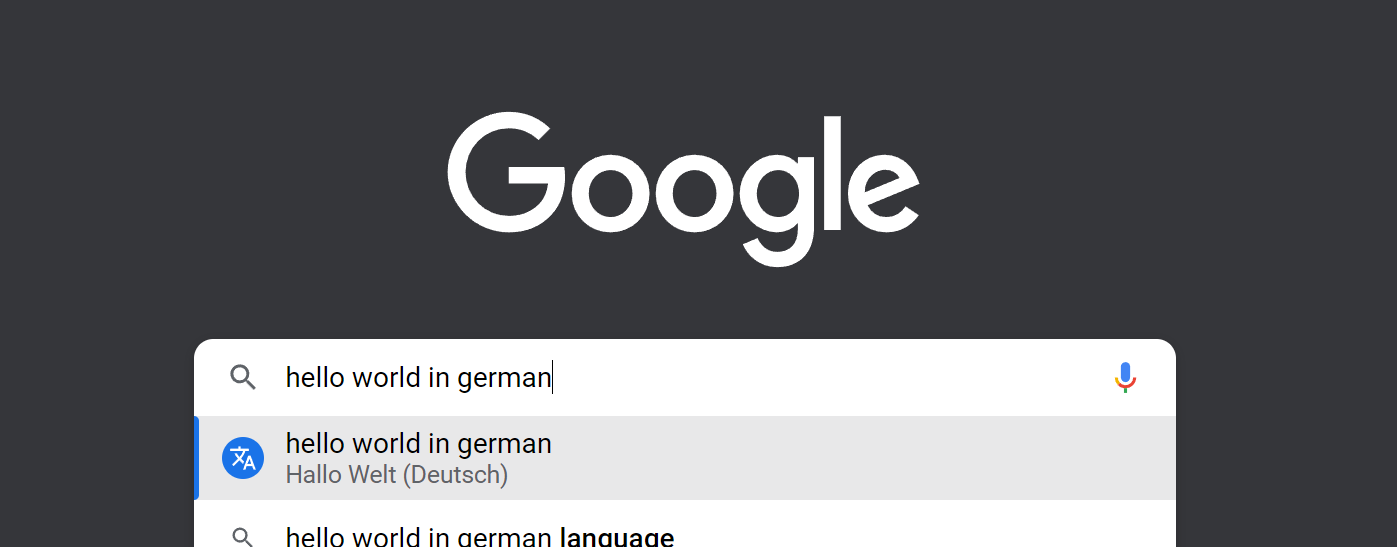 Google
hello world in german
hello world in german
Hallo Welt (Deutsch)
hello world in german language